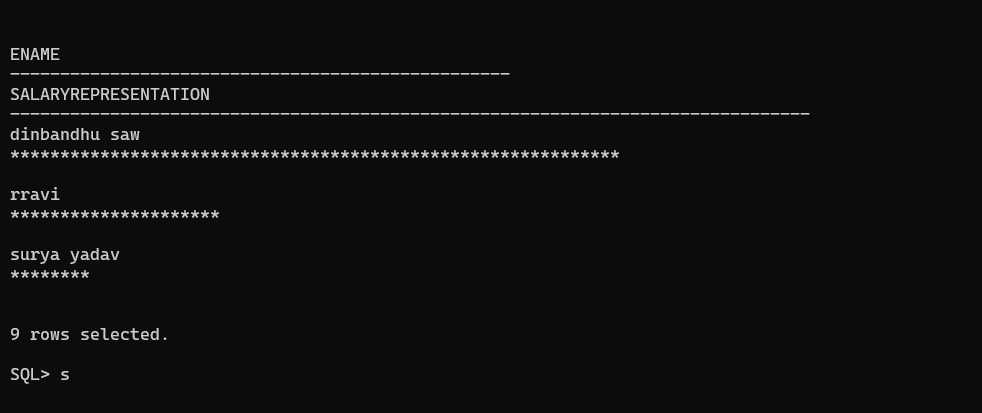 ENAME
--------------------------------------------------
SALARYREPRESENTATION
--------------------------------------------------------------------------------
dinbandhu saw
*************************************************************
rravi
*********************
surya yadav
********
9 rows selected.
SQL> s